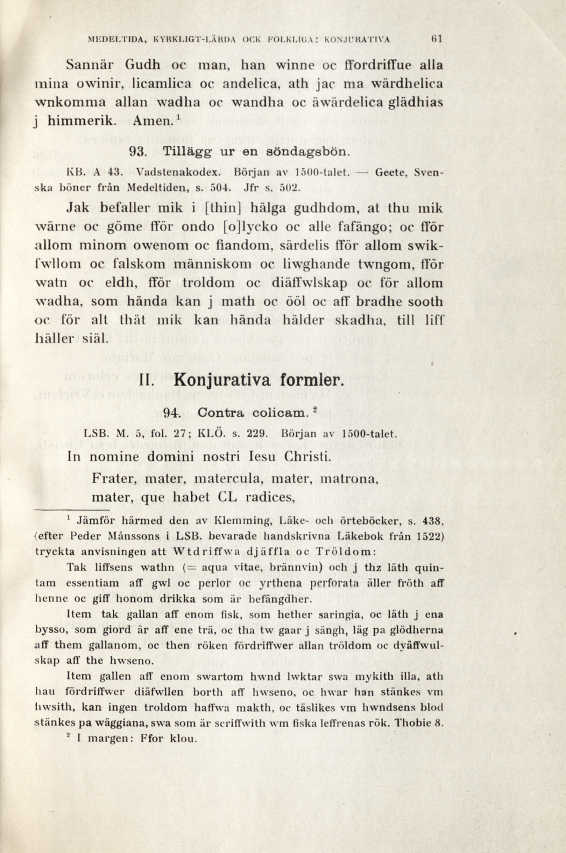 MEDELTIDA, KYRKLIGT-LÄRDA OCK FOLKLIGA: KONJURATIVA 61
Sannär Gudh oc man, han winne oc ffordriffue alla
mina owinir, licamlica oc andelica, ath jac ma wärdhelica
wnkomma allan wadha oc wandha oc äwärdelica glädhias
j himmerik. Amen.¹
93. Tillägg ur en söndagsbön.
KB. A 43. Vadstenakodex. Början av 1500-talet. — Geete, Sven-
ska böner från Medeltiden, s. 504. Jfr s. 502.
Jak befaller mik i [thin] hälga gudhdom, at thu mik
wärne oc göme fför ondo [o]lycko oc alle fafängo; oc fför
allom minom owenom oc fiandom, särdelis fför allom swik-
fwllom oc falskom människom oc liwghande twngom, fför
watn oc eldh, fför troldom oc diäffwlskap oc för allom
wadha, som hända kan j math oc ööl oc aff bradhe sooth
oc för alt thät mik kan hända hälder skadha, till liff
häller siäl.
II. Konjurativa formler.
94. Contra colicam.²
LSB. M. 5, fol. 27; KLÖ. s. 229. Början av 1500-talet.
In nomine domini nostri Iesu Christi.
Frater, mater, matercula, mater, matrona,
mater, que habet CL radices,
¹ Jämför härmed den av Klemming, Läke- och örteböcker, s. 438,
(efter Peder Månssons i LSB. bevarade handskrivna Läkebok från 1522)
tryckta anvisningen att Wtdriffwa djäffla oc Tröldom:
Tak liffsens wathn (= aqua vitae, brännvin) och j thz läth quin-
tam essentiam aff gwl oc perlor oc yrthena perforata äller fröth aff
henne oc giff honom drikka som är befängdher.
Item tak gallan aff enom fisk, som hether saringia, oc läth j ena
bysso, som giord är aff ene trä, oc tha tw gaar j sängh, läg pa glödherna
aff them gallanom, oc then röken fördriffwer allan tröldom oc dyäffwul-
skap aff the hwseno.
Item gallen aff enom swartom hwnd lwktar swa mykith illa, ath
hau fördriffwer diäfwllen borth aff hwseno, oc hwar han stänkes vm
hwsith, kan ingen troldom haffwa makth, oc täslikes vm hwndsens blod
stänkes pa wäggiana, swa som är scriffwith wm fiska leffrenas rök. Thobie 8.
² I margen: Ffor klou.